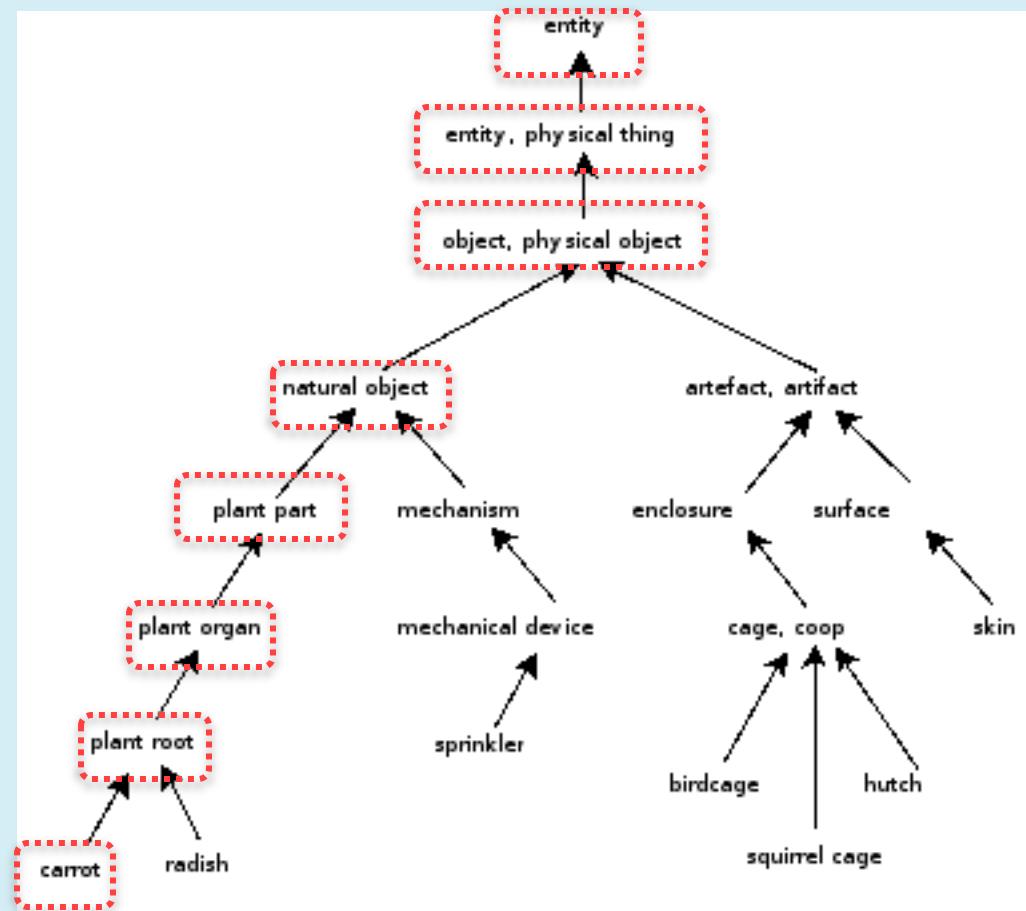 entity
entity, physical thing
object, physical object
natural object
artefact, artifact
plant part
mechanism
enclosure
surface
plant organ
mechanical device
cage, coop
skin
plant root
sprinkler
birdcage
hutch
carrot
radish
squirrel cage